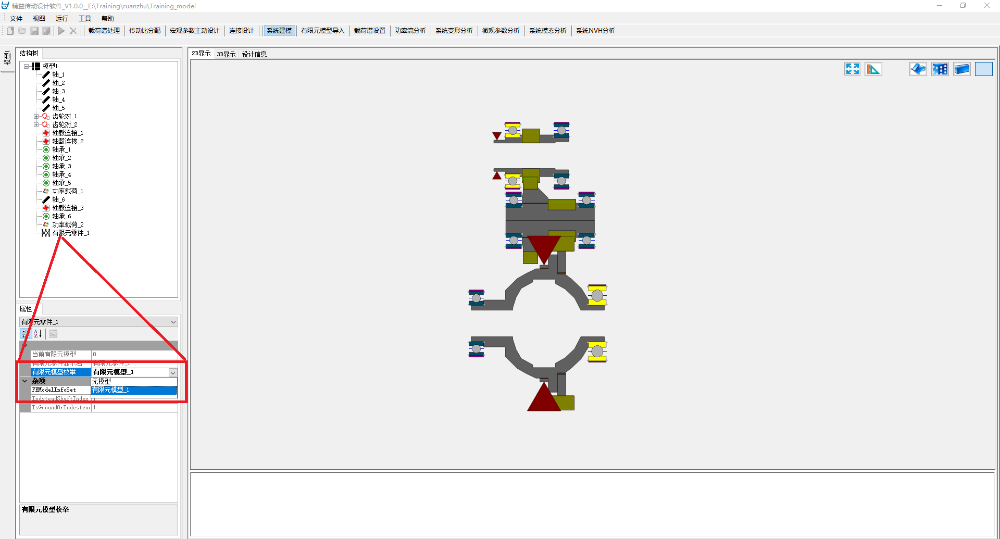 精益传动设计软件_V1.0.0__E:\Training\ruanzhu\Training_model
文件 视图 运行 工具 帮助
载荷谱处理 传动比分配 宏观参数主动设计 连接设计 系统建模 有限元模型导入 载荷谱设置 功率流分析 系统变形分析 微观参数分析 系统模态分析 系统NVH分析
模型1
结构树
模型1
轴_1
轴_2
轴_3
轴_4
轴_5
齿轮对_1
齿轮对_2
轴毂连接_1
轴毂连接_2
轴承_1
轴承_2
轴承_3
轴承_4
轴承_5
功率载荷_1
轴_6
轴毂连接_3
轴承_6
功率载荷_2
有限元零件_1
属性
有限元零件_1
当前有限元模型 0
有限元零件显示名 有限元零件_1
有限元模型枚举 有限元模型_1
杂项 无模型
FEModelInfoSet 有限元模型_1
IndsteadShaftIndex
IsGroundOrIndestead 1
有限元模型枚举
2D显示 3D显示 设计信息